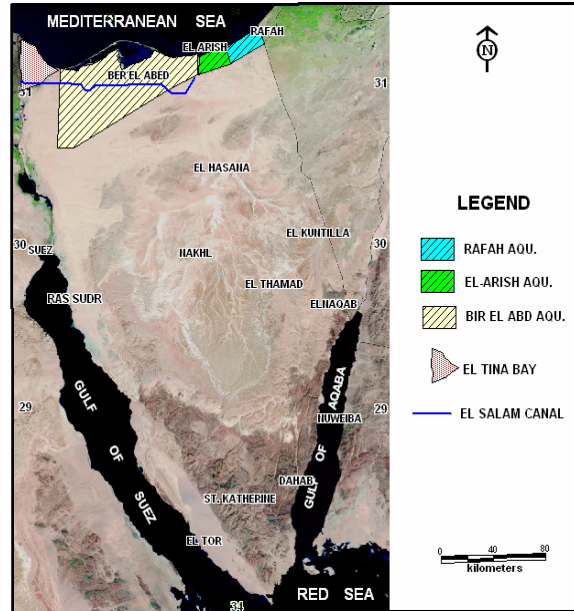 MEDITERRANEAN SEA
RAFAH
EL ARISH
BER EL ABED
31
31
N
EL HASANA
EL KUNTILLA
30
30
SUEZ
NAKHL
EL THAMAD
RAS SUDR
ELNAQAB
GULF OF SUEZ
GULF OF AQABA
29
29
NUWEIBA
DAHAB
ST. KATHERINE
EL TOR
RED SEA
34
LEGEND
RAFAH AQU.
EL-ARISH AQU.
BIR EL ABD AQU.
EL TINA BAY
EL SALAM CANAL
0 40 80
kilometers